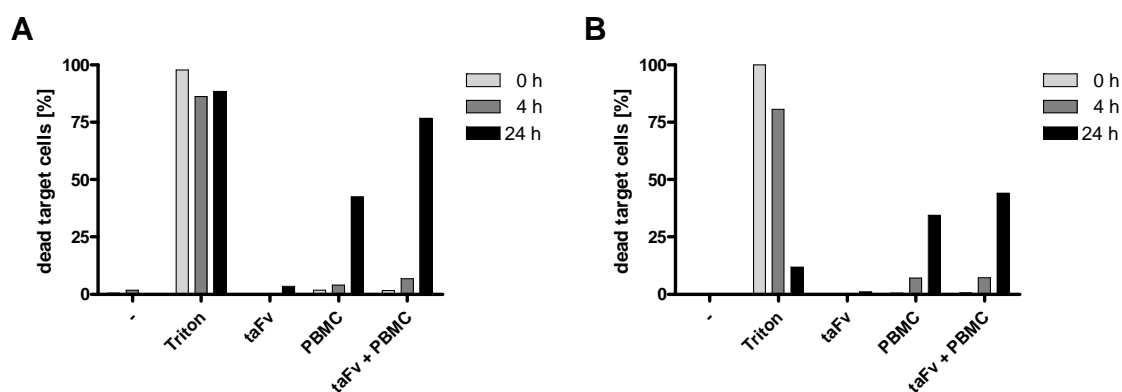 A
dead target cells [%]
100
75
50
25
0
-
Triton
taFv
PBMC
taFv + PBMC
0 h
4 h
24 h
B
dead target cells [%]
100
75
50
25
0
-
Triton
taFv
PBMC
taFv + PBMC
0 h
4 h
24 h